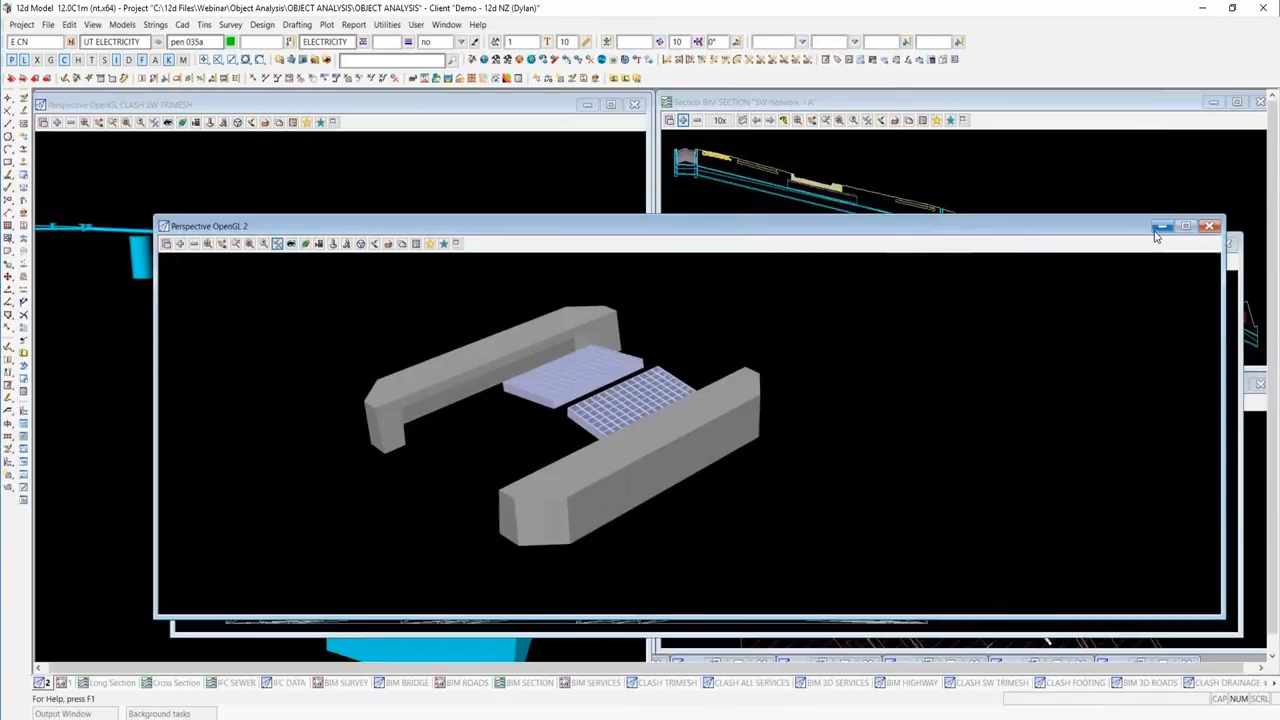 12d Model 12.0C1m (nt.x64) - Project "C:\12d Files\Webinar\Object Analysis\OBJECT ANALYSIS\OBJECT ANALYSIS" - Client "Demo - 12d NZ (Dylan)"
Project File Edit View Models Strings Cad Tins Survey Design Drafting Plot Report Utilities User Window Help
E CN UT ELECTRICITY pen 035a ELECTRICITY no 1 T 10 10 0°
P L X G C H T S I D F A K M
Perspective OpenGL CLASH SW TRIMESH
Section BIM SECTION "SW Network->A"
10x
Perspective OpenGL 2
2 1 Long Section Cross Section IFC SEWER IFC DATA BIM SURVEY BIM BRIDGE BIM ROADS BIM SECTION BIM SERVICES CLASH TRIMESH CLASH ALL SERVICES BIM 3D SERVICES BIM HIGHWAY CLASH SW TRIMESH CLASH FOOTING BIM 3D ROADS CLASH DRAINAGE
For Help, press F1
CAP NUM SCRL
Output Window Background tasks